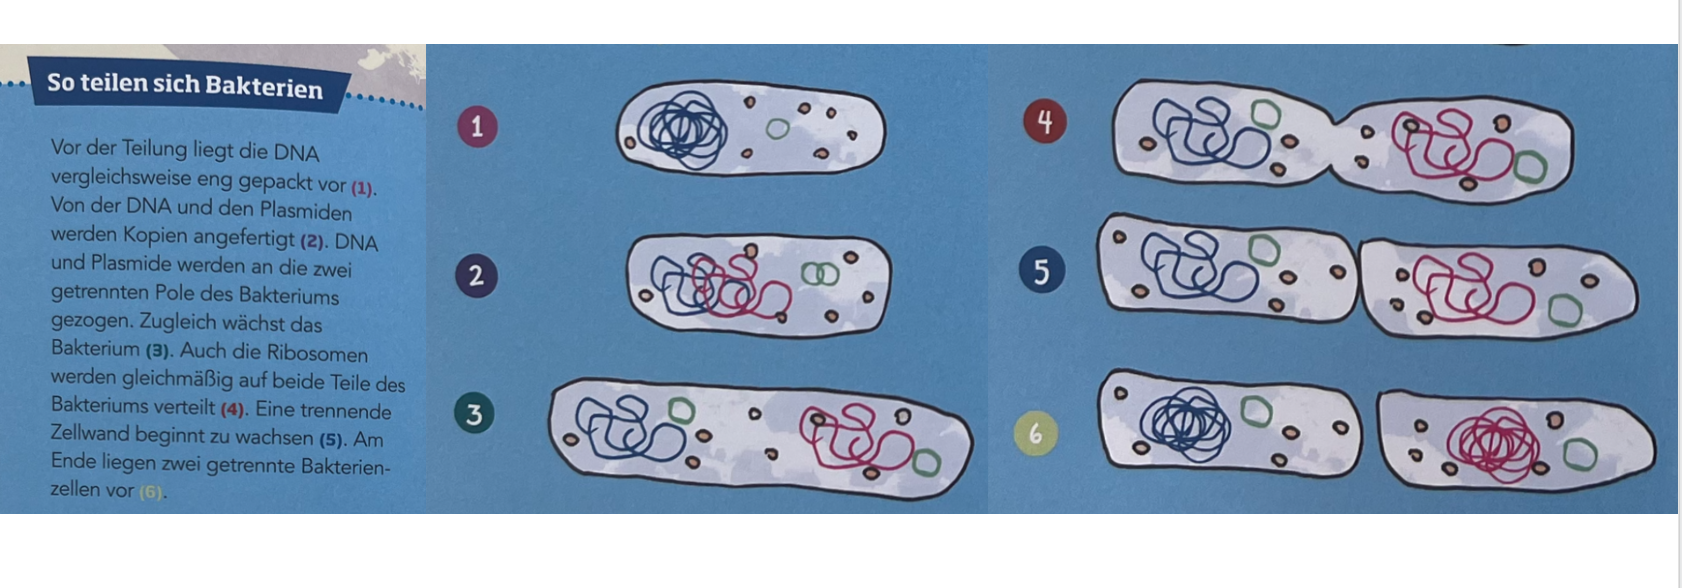 So teilen sich Bakterien
Vor der Teilung liegt die DNA
vergleichsweise eng gepackt vor (1).
Von der DNA und den Plasmiden
werden Kopien angefertigt (2). DNA
und Plasmide werden an die zwei
getrennten Pole des Bakteriums
gezogen. Zugleich wächst das
Bakterium (3). Auch die Ribosomen
werden gleichmäßig auf beide Teile des
Bakteriums verteilt (4). Eine trennende
Zellwand beginnt zu wachsen (5). Am
Ende liegen zwei getrennte Bakterien-
zellen vor (6).
1
2
3
4
5
6